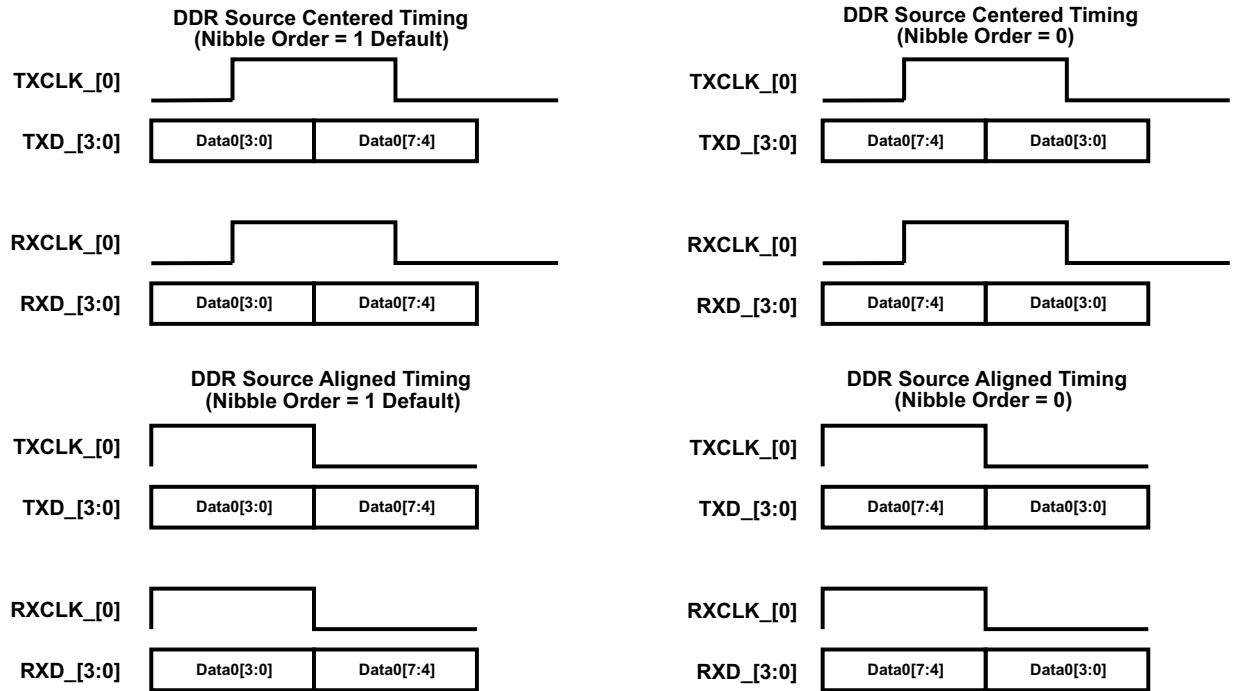 DDR Source Centered Timing
(Nibble Order = 1 Default)
TXCLK_[0]
TXD_[3:0] Data0[3:0] Data0[7:4]
RXCLK_[0]
RXD_[3:0] Data0[3:0] Data0[7:4]
DDR Source Centered Timing
(Nibble Order = 0)
TXCLK_[0]
TXD_[3:0] Data0[7:4] Data0[3:0]
RXCLK_[0]
RXD_[3:0] Data0[7:4] Data0[3:0]
DDR Source Aligned Timing
(Nibble Order = 1 Default)
TXCLK_[0]
TXD_[3:0] Data0[3:0] Data0[7:4]
RXCLK_[0]
RXD_[3:0] Data0[3:0] Data0[7:4]
DDR Source Aligned Timing
(Nibble Order = 0)
TXCLK_[0]
TXD_[3:0] Data0[7:4] Data0[3:0]
RXCLK_[0]
RXD_[3:0] Data0[7:4] Data0[3:0]